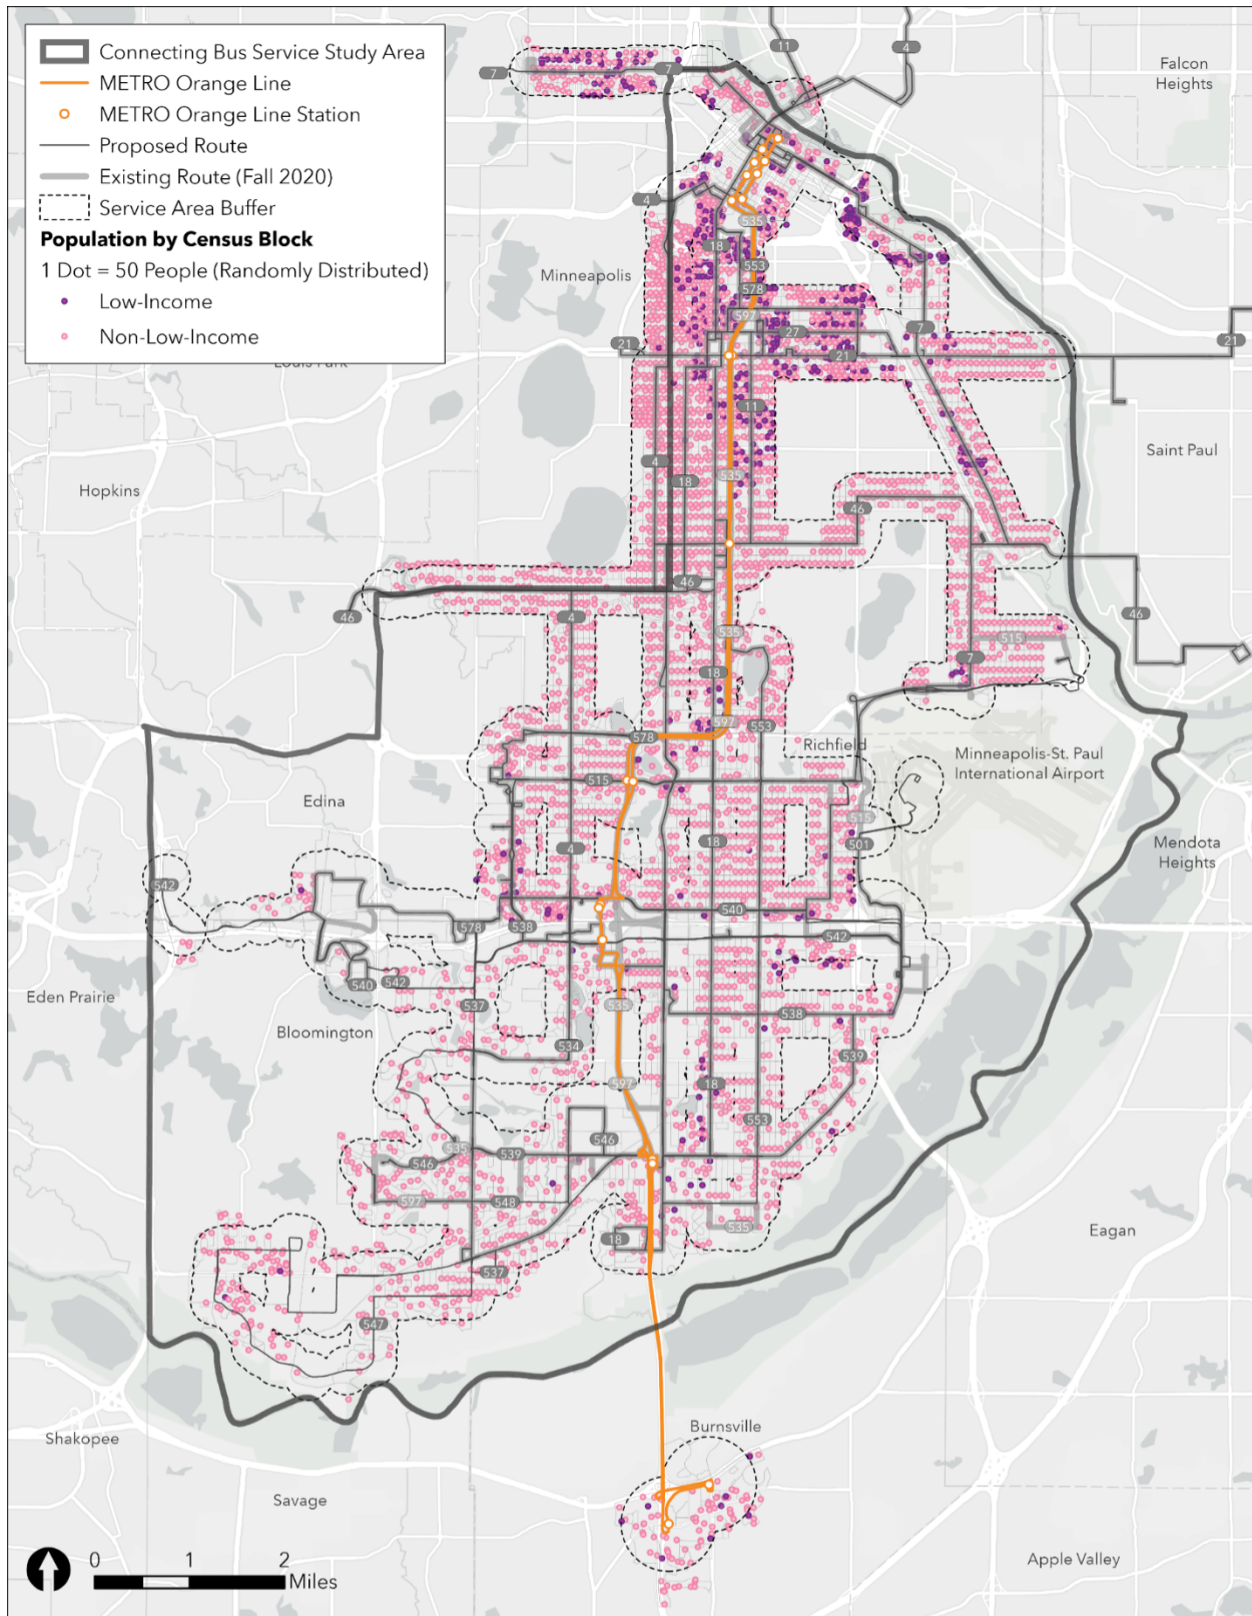 Connecting Bus Service Study Area
METRO Orange Line
METRO Orange Line Station
Proposed Route
Existing Route (Fall 2020)
Service Area Buffer
Population by Census Block
1 Dot = 50 People (Randomly Distributed)
Low-Income
Non-Low-Income
11
4
Falcon
Heights
7
7
4
535
18
Minneapolis
553
578
597
27
7
21
21
21
11
Saint Paul
4
535
18
Hopkins
46
46
46
46
4
535
515
18
7
597
553
578
Richfield
Minneapolis-St. Paul
International Airport
515
Edina
515
18
501
Mendota
Heights
4
542
540
578
538
542
540
542
Eden Prairie
537
535
538
Bloomington
534
539
597
18
553
546
535
539
546
597
548
535
18
Eagan
537
547
Burnsville
Shakopee
Savage
Apple Valley
0 1 2
Miles